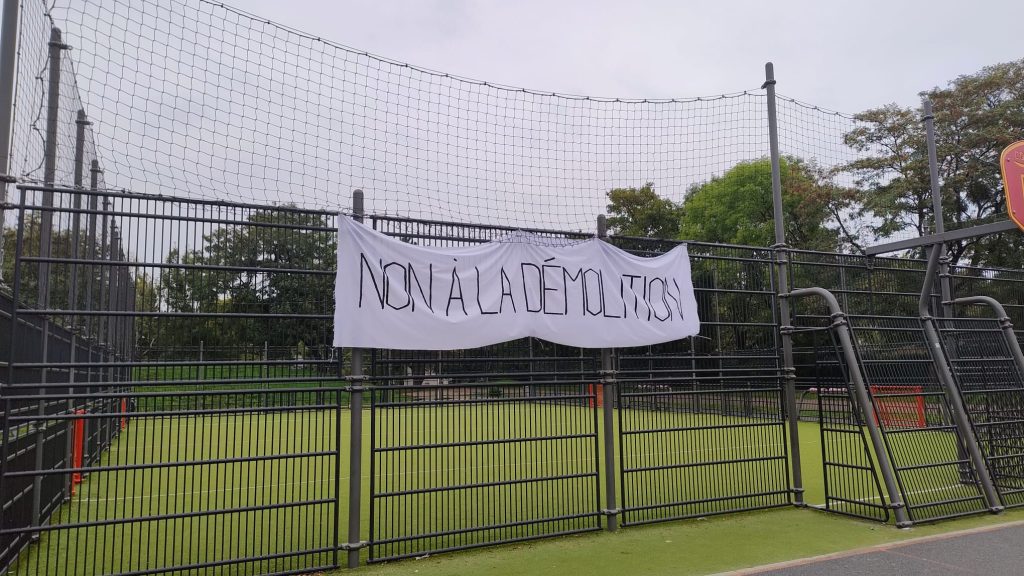 NON À LA DÉMOLITION